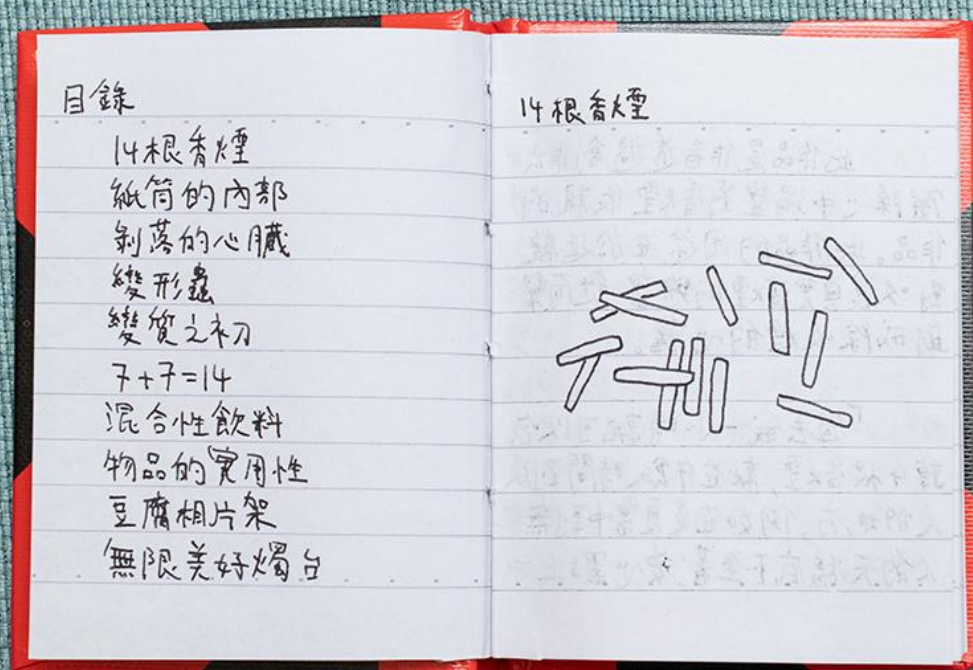 目錄
14根香煙
紙筒的內部
剝落的心臟
變形蟲
變質之初
7+7=14
混合性飲料
物品的實用性
豆腐相片架
無限美好燭台
14根香煙